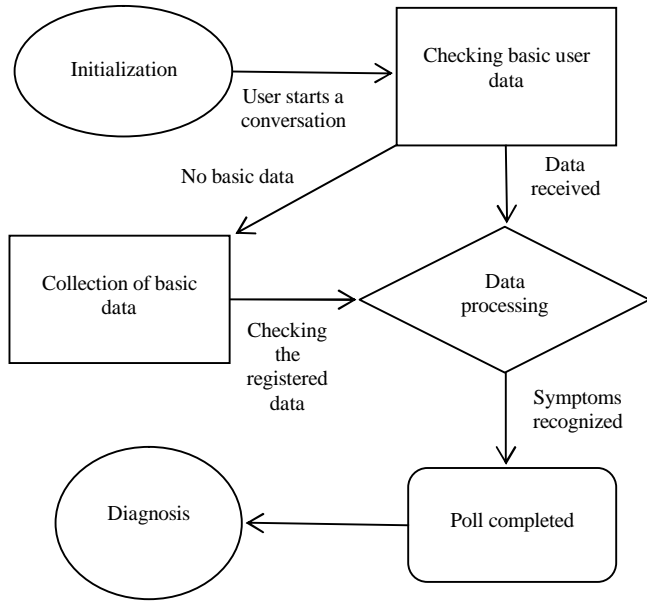 Initialization
Checking basic user
data
User starts a
conversation
No basic data
Data
received
Collection of basic
data
Data
processing
Checking
the
registered
data
Symptoms
recognized
Diagnosis
Poll completed